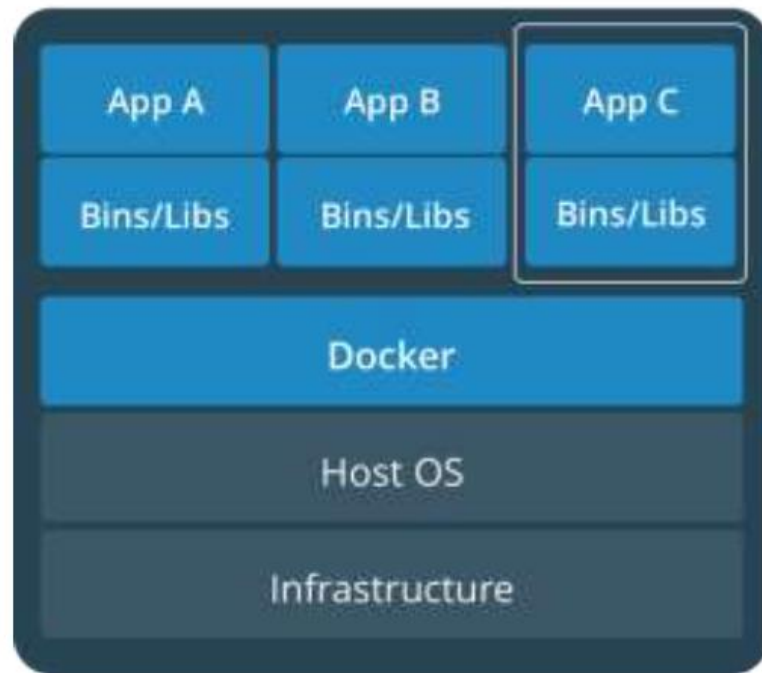 App A App B App C
Bins/Libs Bins/Libs Bins/Libs
Docker
Host OS
Infrastructure